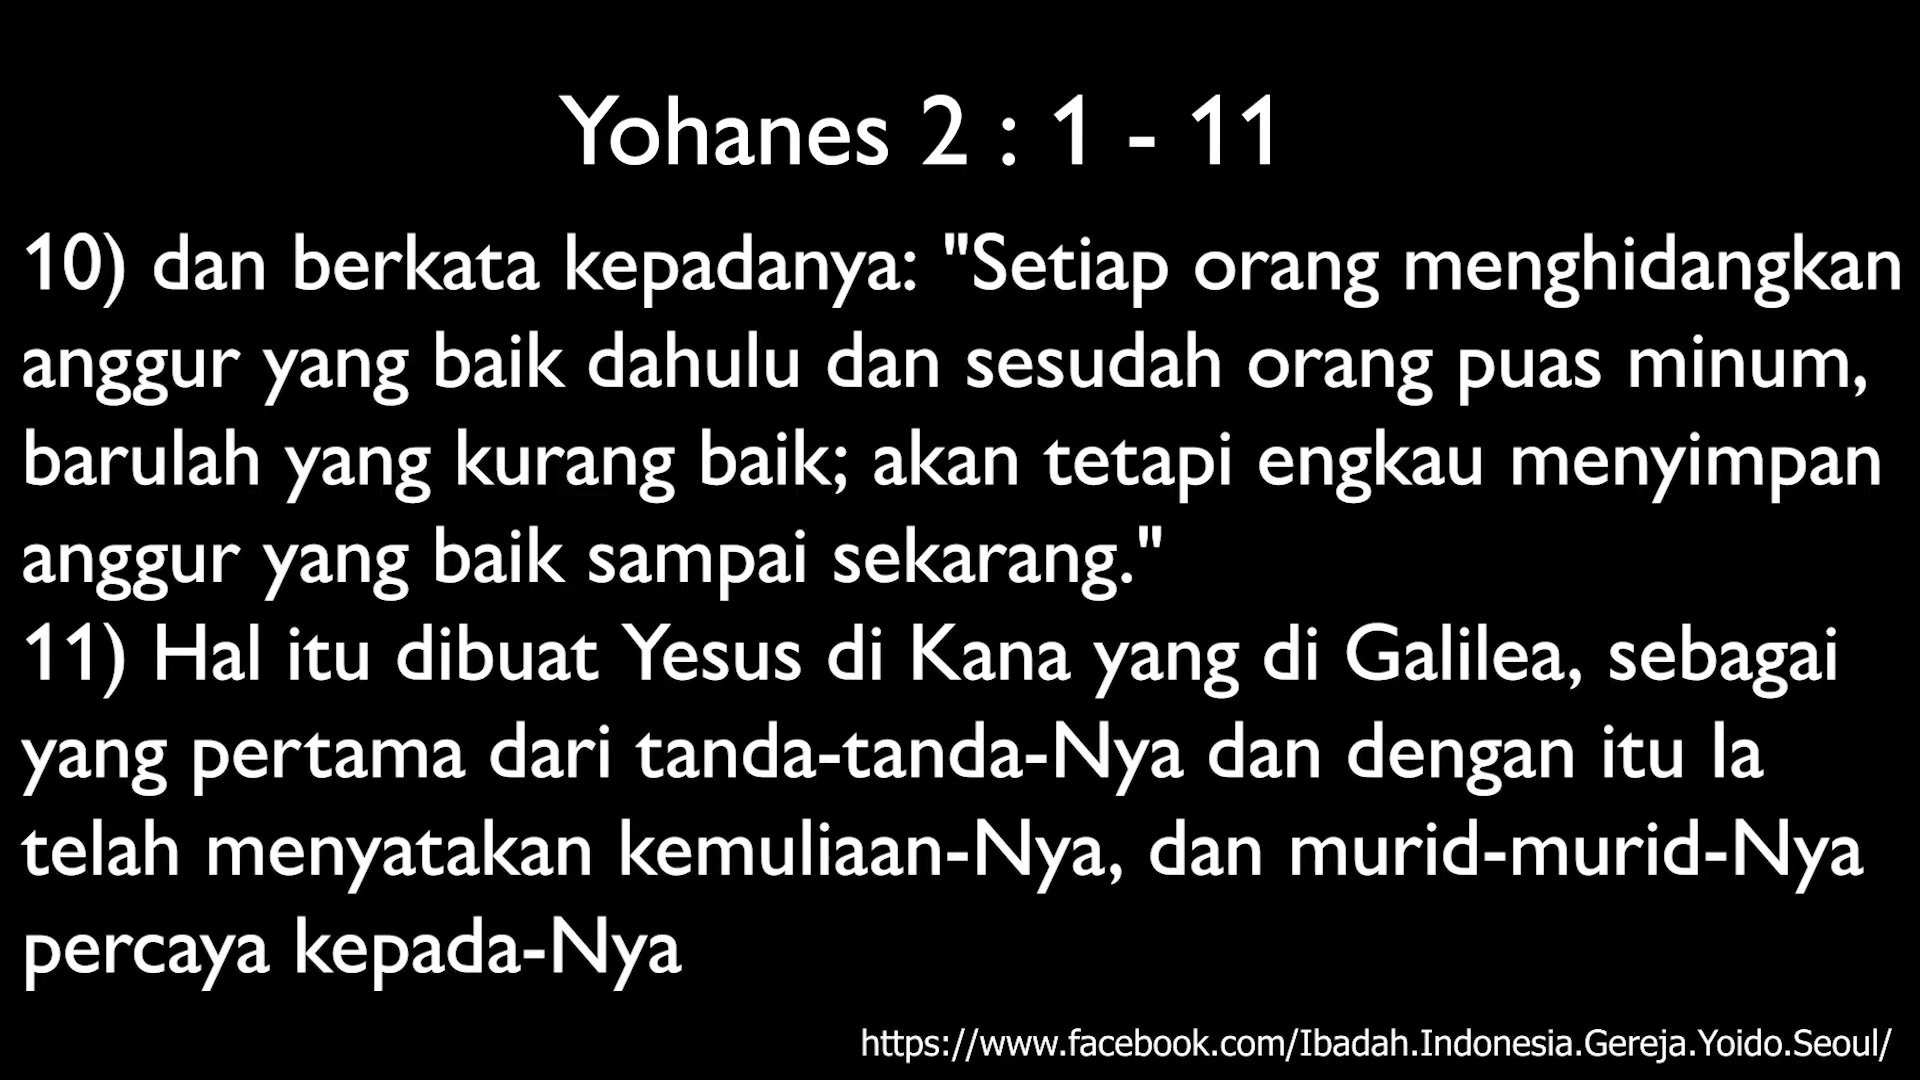 Yohanes 2 : 1 - 11
10) dan berkata kepadanya: "Setiap orang menghidangkan
anggur yang baik dahulu dan sesudah orang puas minum,
barulah yang kurang baik; akan tetapi engkau menyimpan
anggur yang baik sampai sekarang."
11) Hal itu dibuat Yesus di Kana yang di Galilea, sebagai
yang pertama dari tanda-tanda-Nya dan dengan itu Ia
telah menyatakan kemuliaan-Nya, dan murid-murid-Nya
percaya kepada-Nya
https://www.facebook.com/Ibadah.Indonesia.Gereja.Yoido.Seoul/